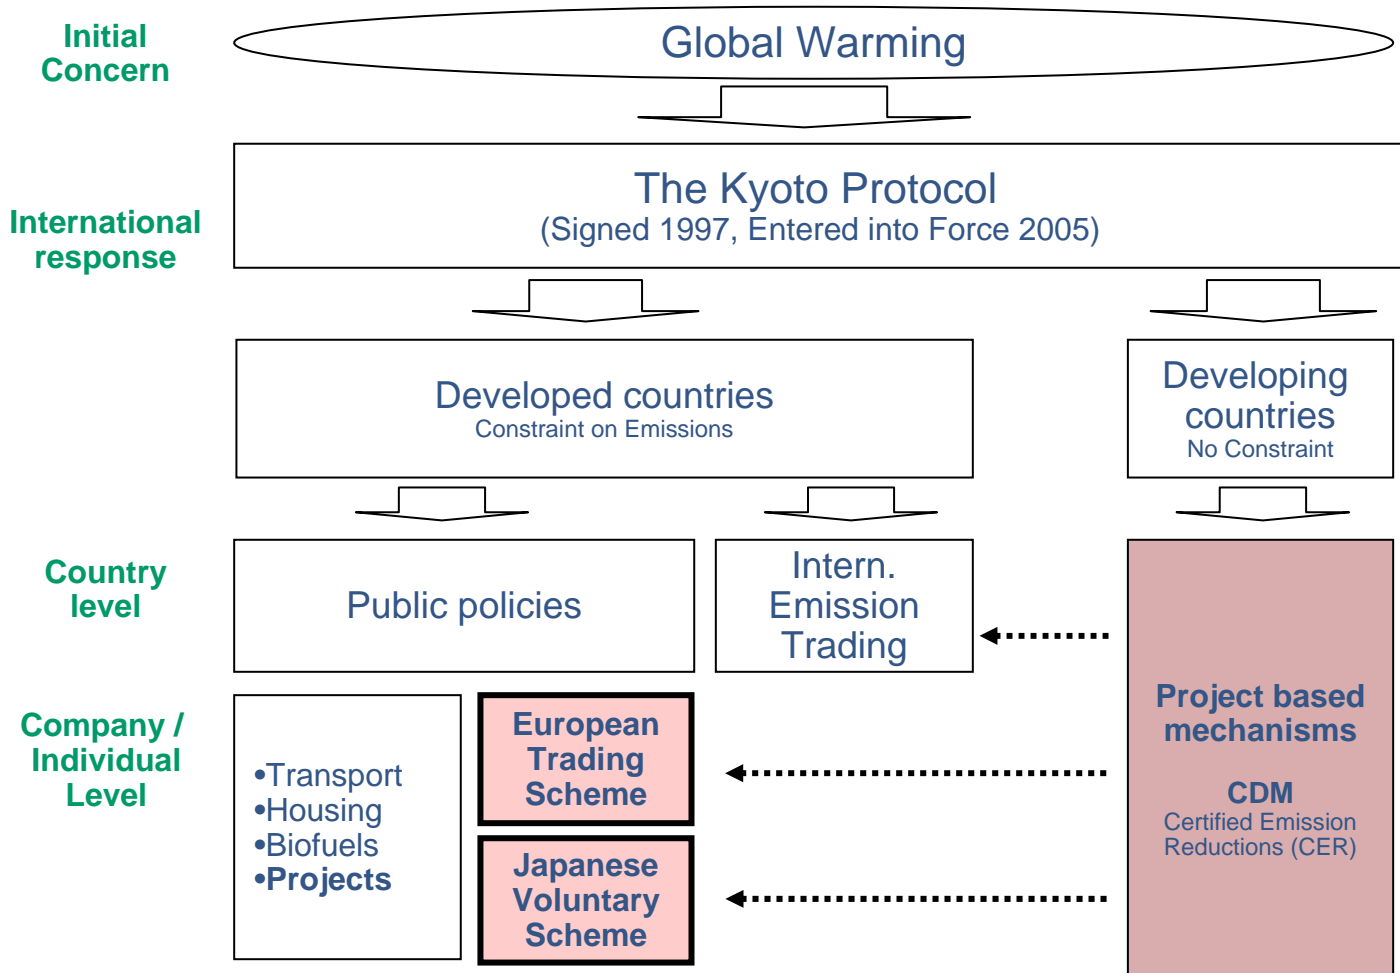 Initial
Concern
Global Warming
International
response
The Kyoto Protocol
(Signed 1997, Entered into Force 2005)
Developed countries
Constraint on Emissions
Developing
countries
No Constraint
Country
level
Public policies
Intern.
Emission
Trading
Company /
Individual
Level
•Transport
•Housing
•Biofuels
•Projects
European
Trading
Scheme
Japanese
Voluntary
Scheme
Project based
mechanisms
CDM
Certified Emission
Reductions (CER)